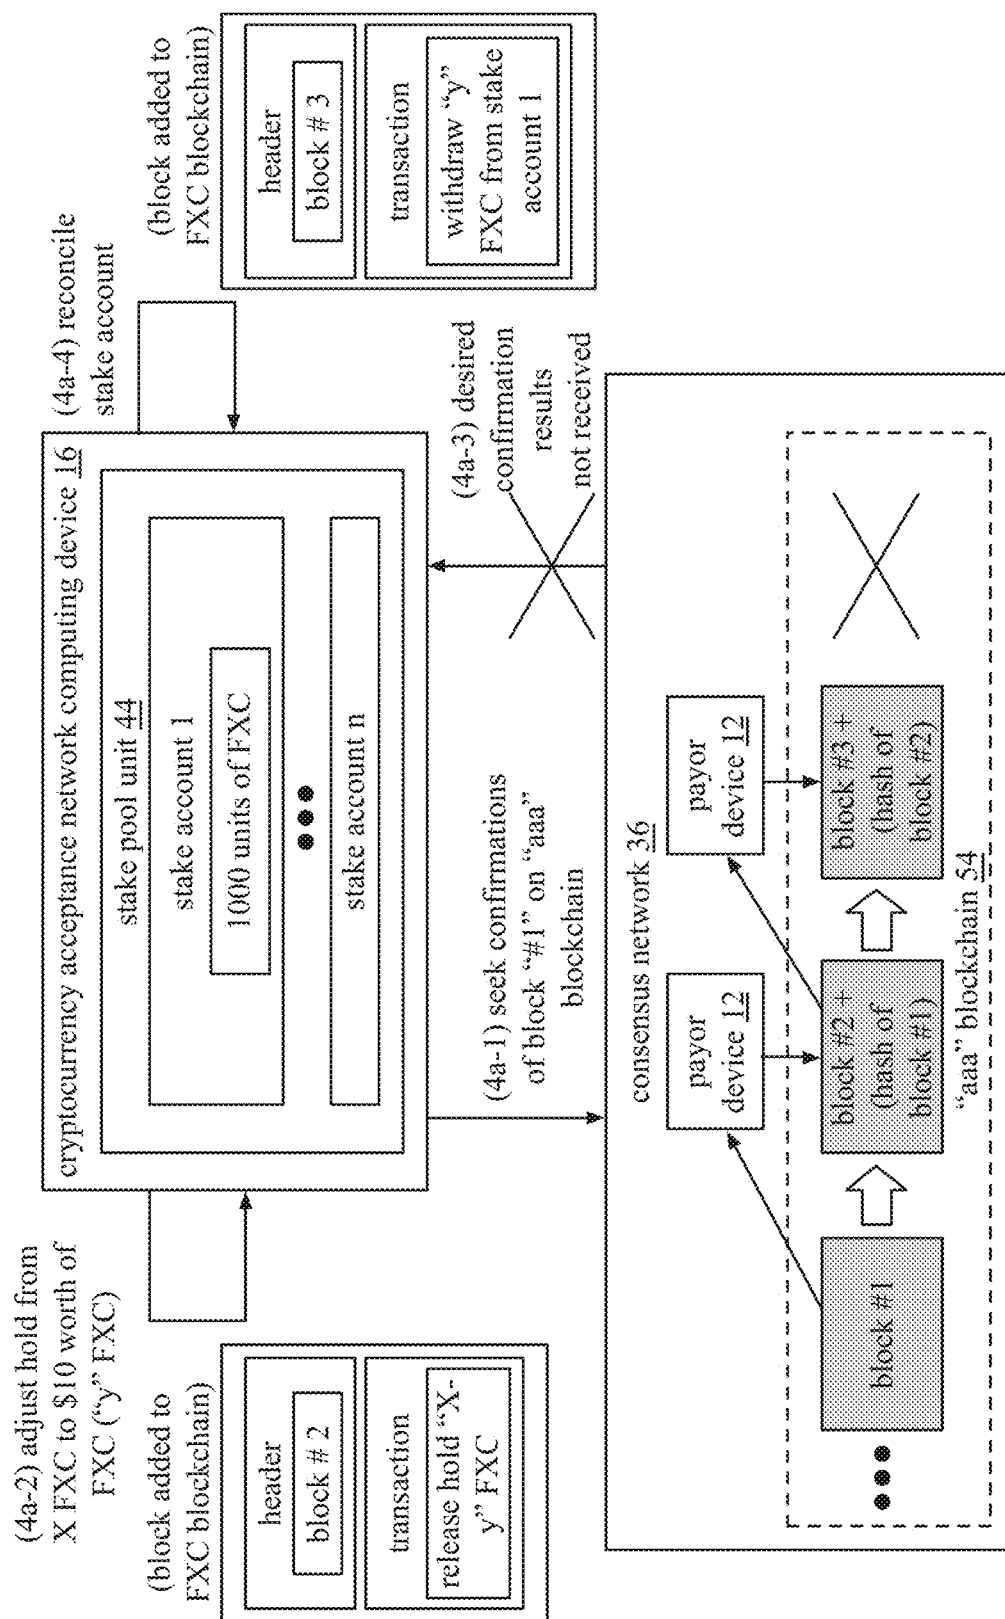 (4a-2) adjust hold from
X FXC to $10 worth of
FXC ("y" FXC)
(block added to
FXC blockchain)
header
block # 2
transaction
release hold "X-
y" FXC
cryptocurrency acceptance network computing device 16
stake pool unit 44
stake account 1
1000 units of FXC
stake account n
(4a-4) reconcile
stake account
(block added to
FXC blockchain)
header
block # 3
transaction
withdraw "y"
FXC from stake
account 1
(4a-1) seek confirmations
of block "#1" on "aaa"
blockchain
(4a-3) desired
confirmation
results
not received
consensus network 36
payor
device 12
payor
device 12
block #1
block #2 +
(hash of
block #1)
block #3 +
(hash of
block #2)
"aaa" blockchain 54